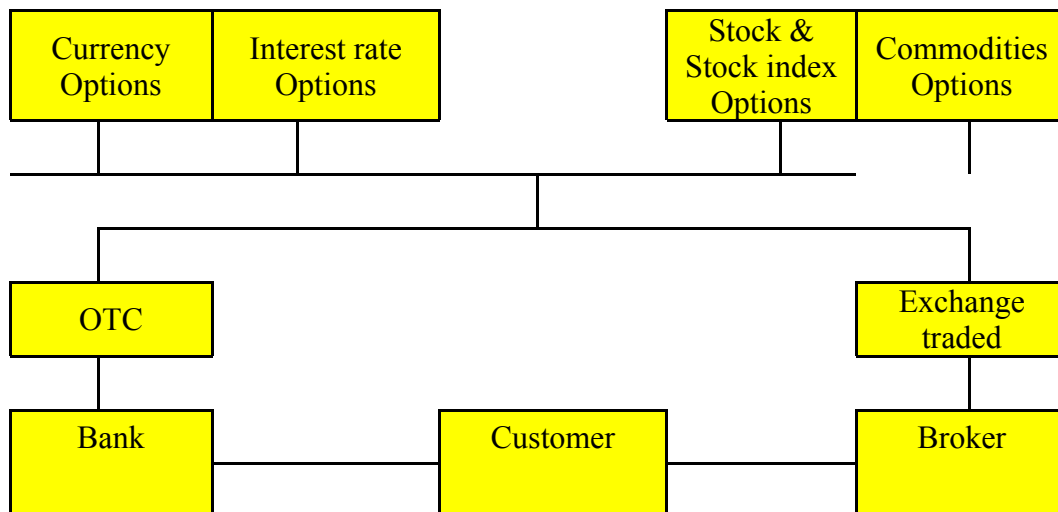 Currency
Options
Interest rate
Options
Stock &
Stock index
Options
Commodities
Options
OTC
Exchange
traded
Bank
Customer
Broker